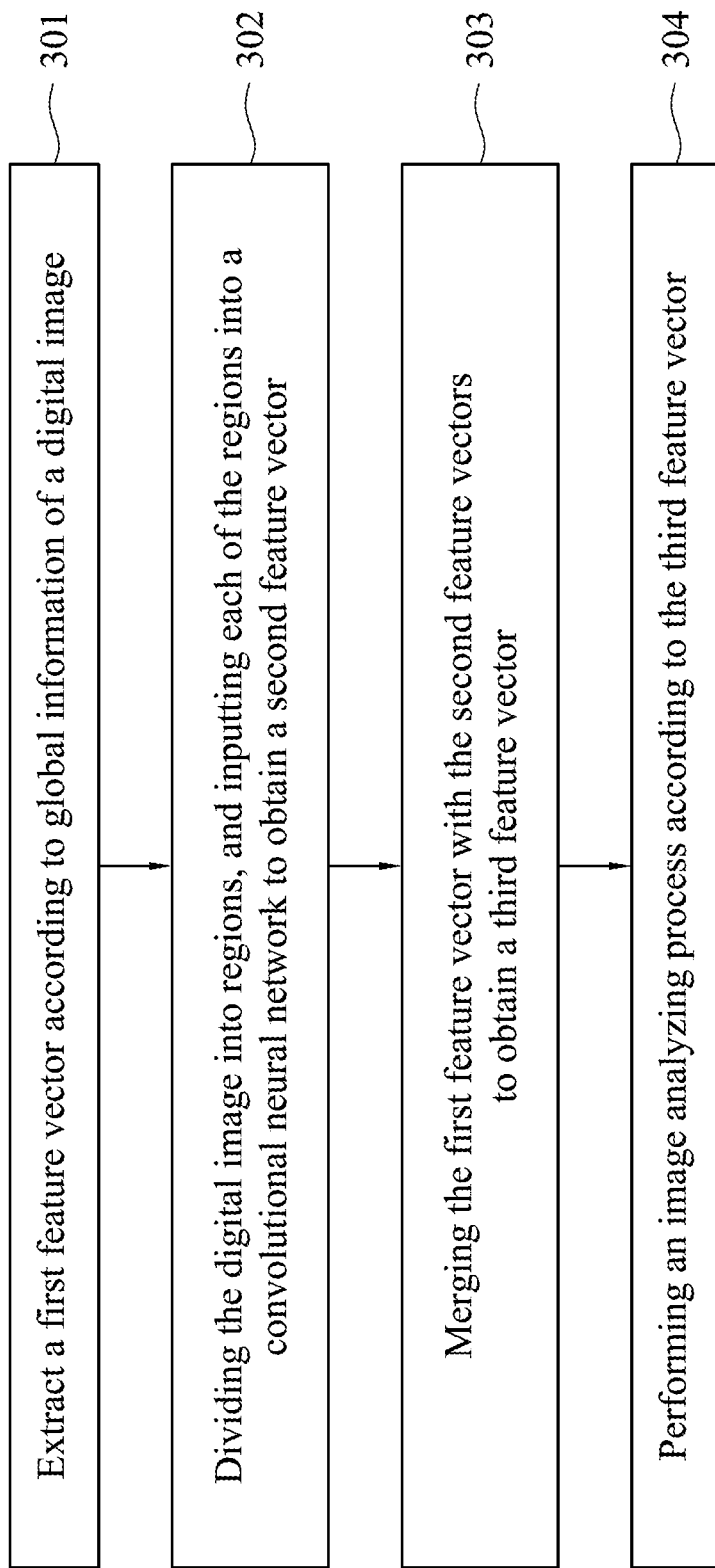 Extract a first feature vector according to global information of a digital image
301
Dividing the digital image into regions, and inputting each of the regions into a
convolutional neural network to obtain a second feature vector
302
Merging the first feature vector with the second feature vectors
to obtain a third feature vector
303
Performing an image analyzing process according to the third feature vector
304